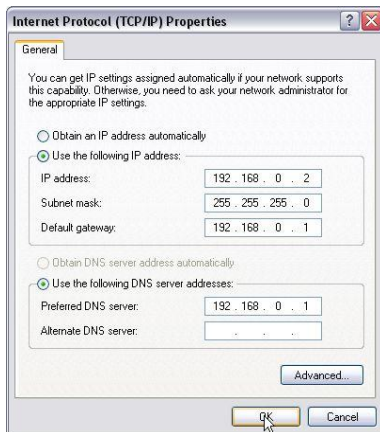 Internet Protocol (TCP/IP) Properties
General
You can get IP settings assigned automatically if your network supports
this capability. Otherwise, you need to ask your network administrator for
the appropriate IP settings.
Obtain an IP address automatically
Use the following IP address:
IP address: 192 . 168 . 0 . 2
Subnet mask: 255 . 255 . 255 . 0
Default gateway: 192 . 168 . 0 . 1
Obtain DNS server address automatically
Use the following DNS server addresses:
Preferred DNS server: 192 . 168 . 0 . 1
Alternate DNS server: . . .
Advanced...
OK Cancel